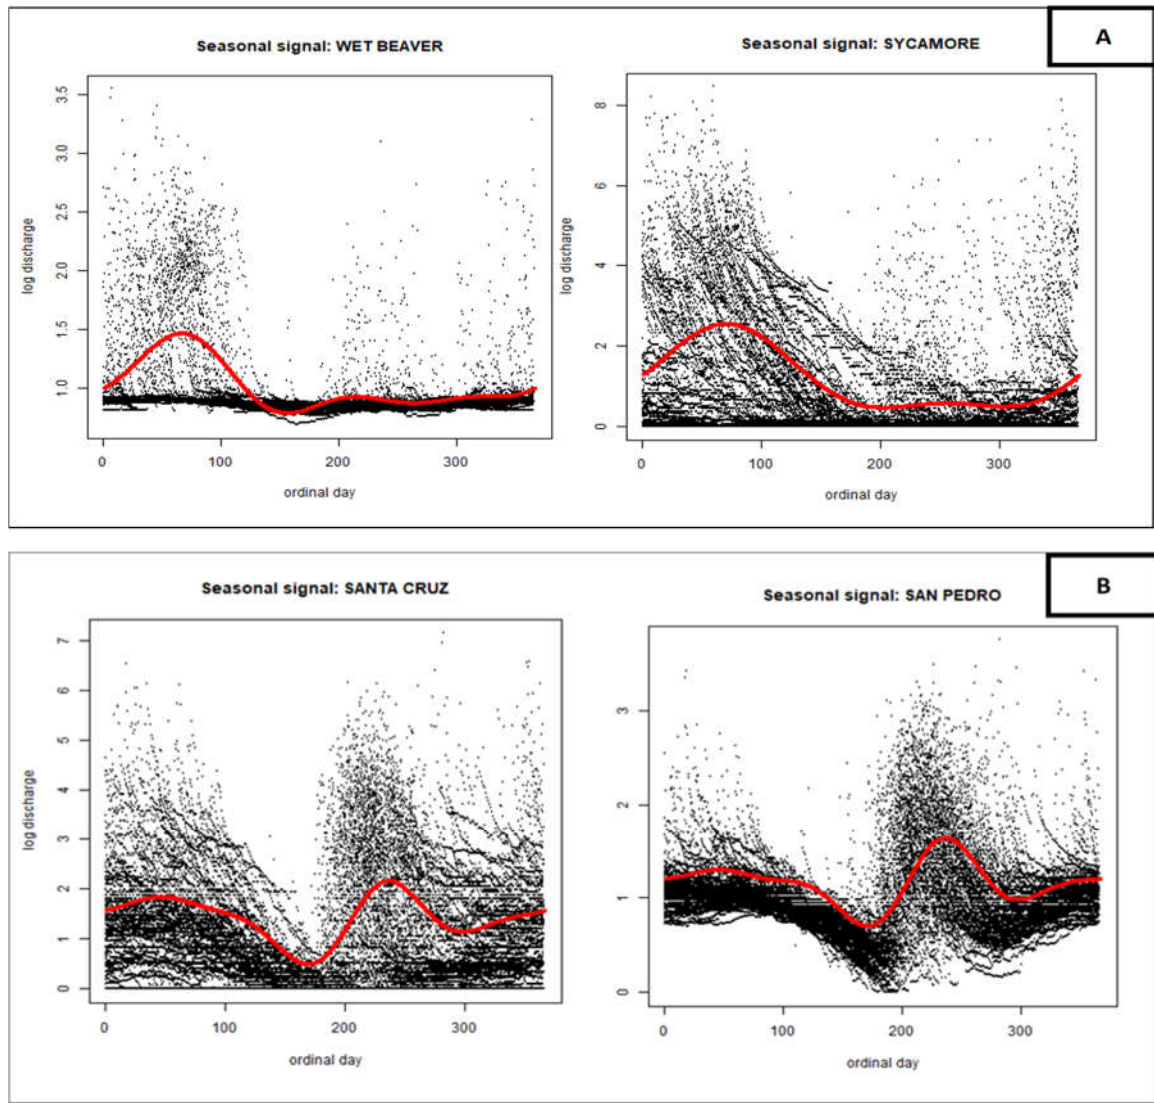 A
Seasonal signal: WET BEAVER
log discharge
3.5
3.0
2.5
2.0
1.5
1.0
0 100 200 300
ordinal day
Seasonal signal: SYCAMORE
log discharge
8
6
4
2
0
0 100 200 300
ordinal day
B
Seasonal signal: SANTA CRUZ
log discharge
7
6
5
4
3
2
1
0
0 100 200 300
ordinal day
Seasonal signal: SAN PEDRO
3
2
1
0
0 100 200 300
ordinal day